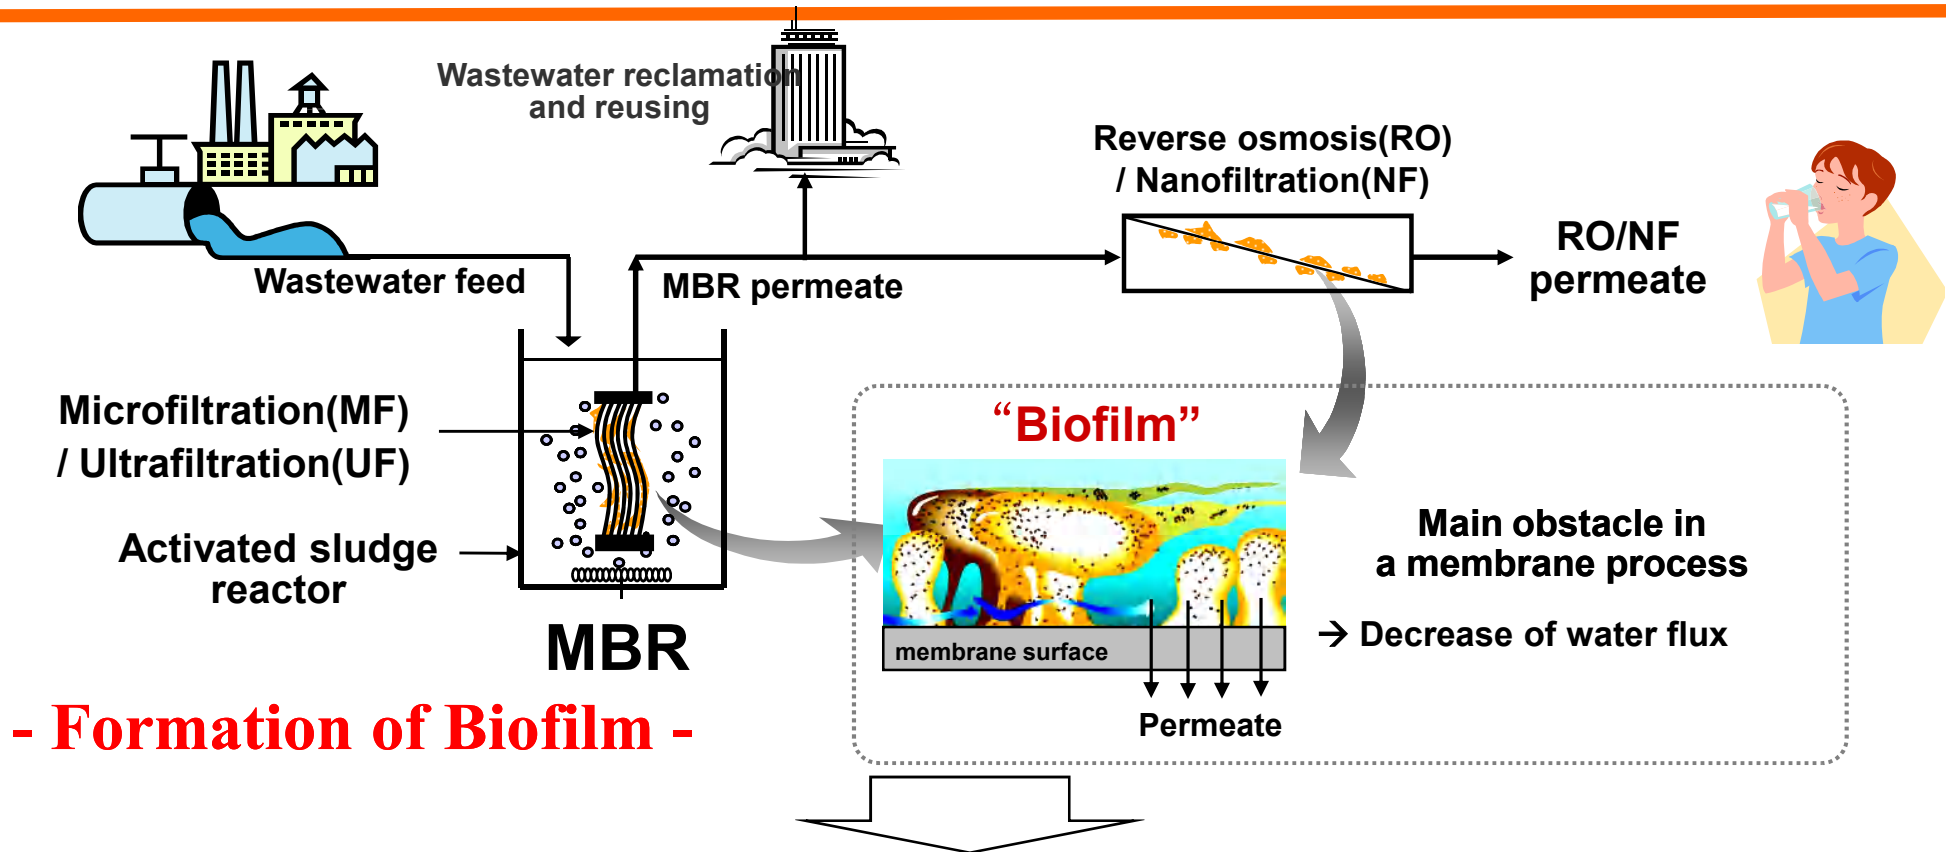 Wastewater reclamation
and reusing
Reverse osmosis(RO)
/ Nanofiltration(NF)
RO/NF
permeate
Wastewater feed
MBR permeate
Microfiltration(MF)
/ Ultrafiltration(UF)
Activated sludge
reactor
MBR
- Formation of Biofilm -
“Biofilm”
membrane surface
Permeate
Main obstacle in
a membrane process
→ Decrease of water flux